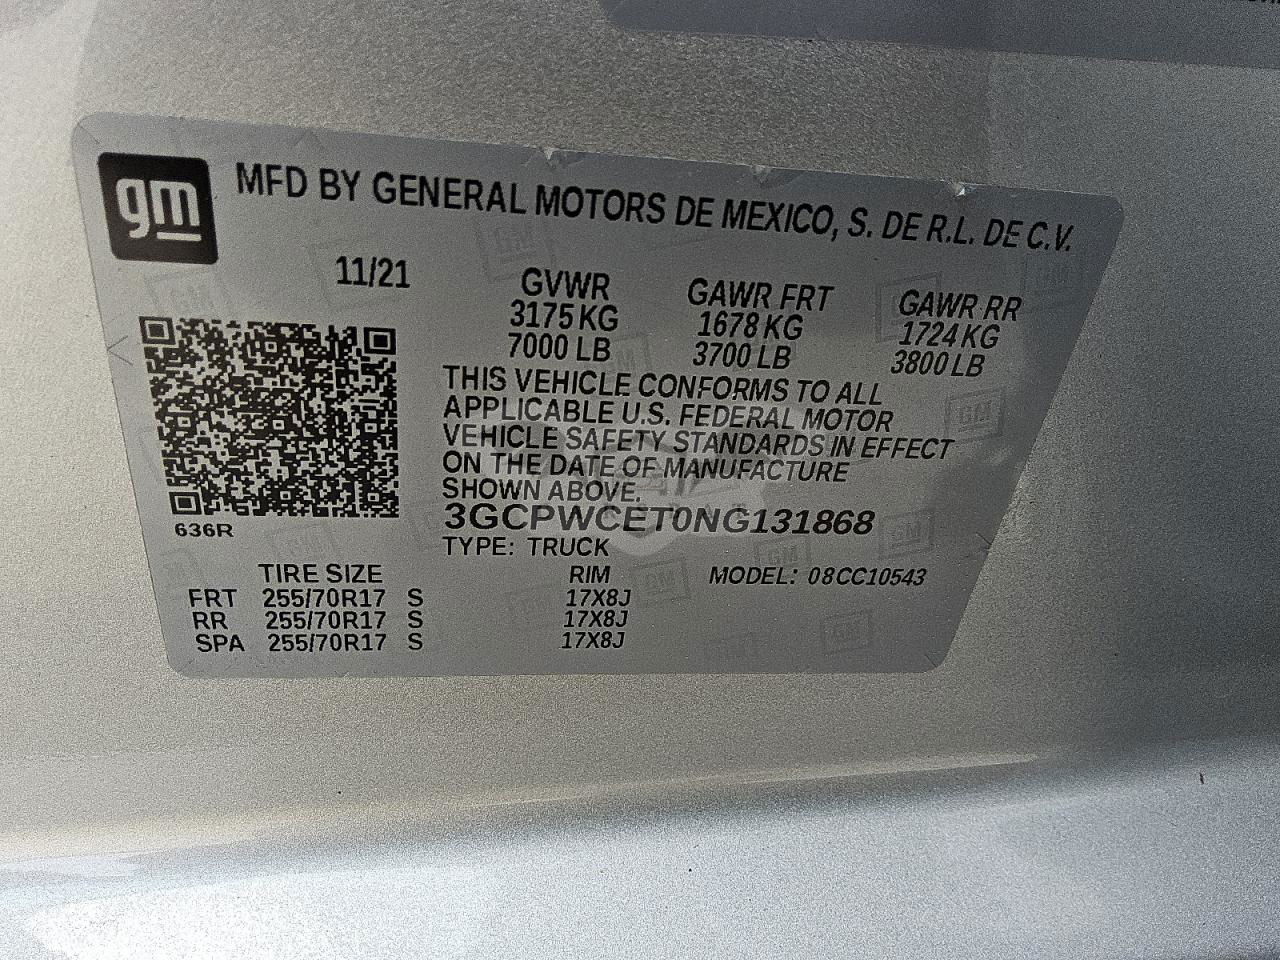 gm MFD BY GENERAL MOTORS DE MEXICO, S. DE R.L. DE C.V.
11/21 GVWR GAWR FRT GAWR RR
3175 KG 1678 KG 1724 KG
7000 LB 3700 LB 3800 LB
THIS VEHICLE CONFORMS TO ALL
APPLICABLE U.S. FEDERAL MOTOR
VEHICLE SAFETY STANDARDS IN EFFECT
ON THE DATE OF MANUFACTURE
SHOWN ABOVE.
636R
3GCPWCET0NG131868
TYPE: TRUCK
TIRE SIZE RIM MODEL: 08CC10543
FRT 255/70R17 S 17X8J
RR 255/70R17 S 17X8J
SPA 255/70R17 S 17X8J